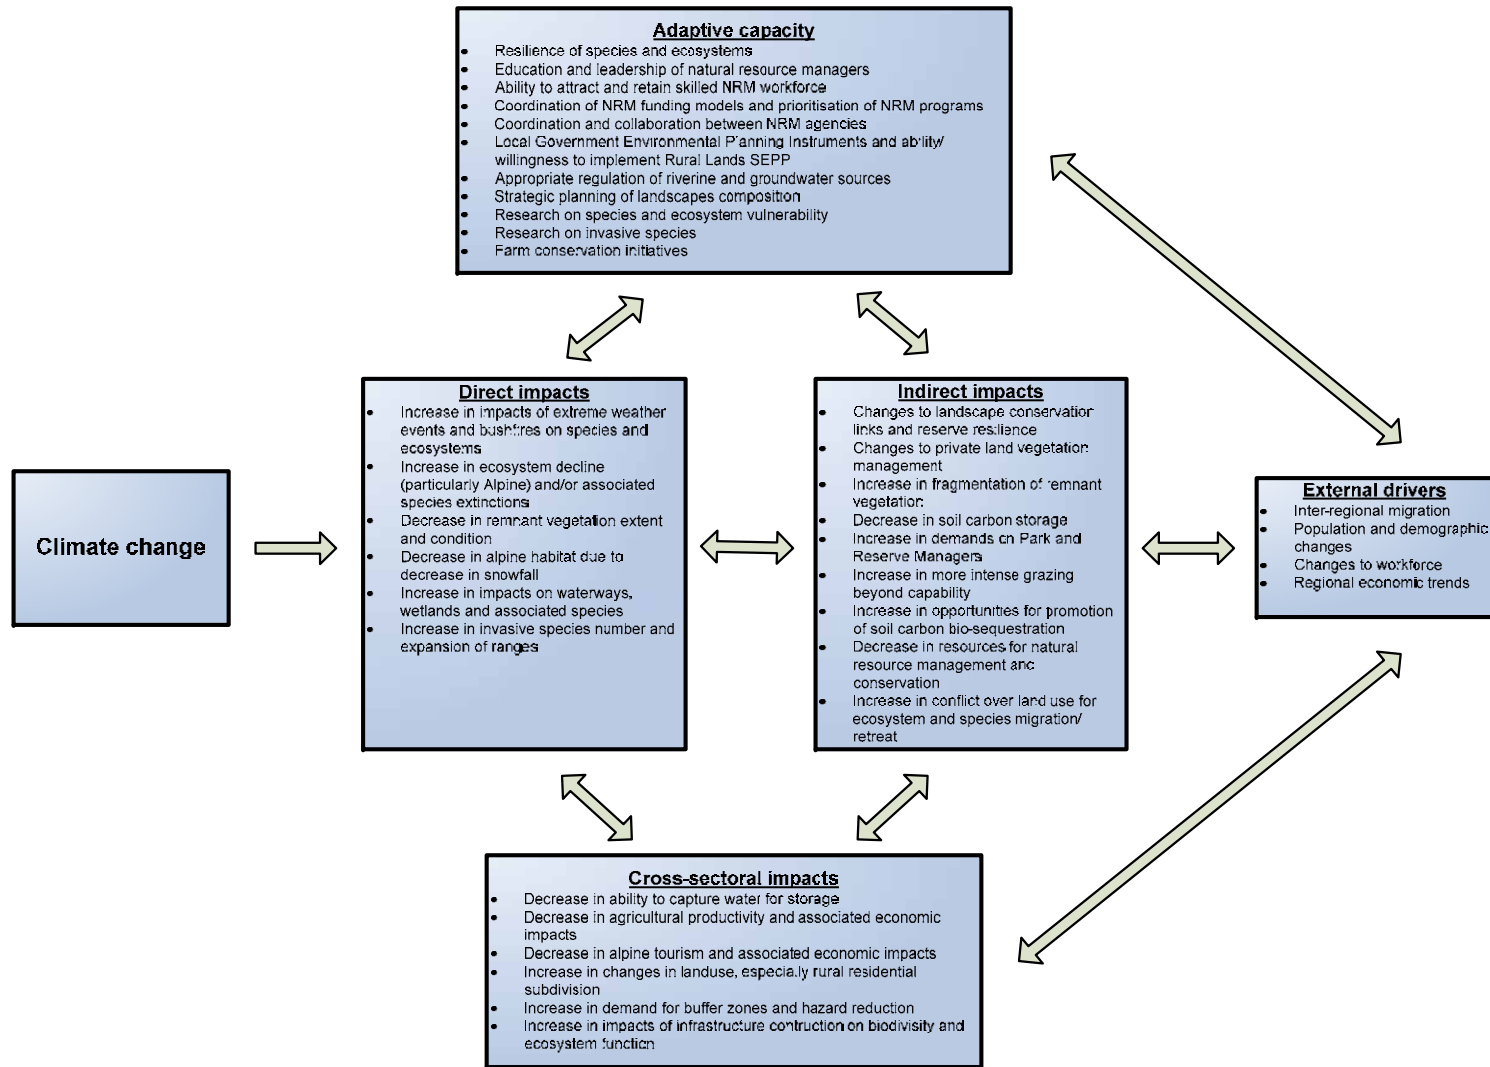 Adaptive capacity
• Resilience of species and ecosystems
• Education and leadership of natural resource managers
• Ability to attract and retain skilled NRM workforce
• Coordination of NRM funding models and prioritisation of NRM programs
• Coordination and collaboration between NRM agencies
• Local Government Environmental Planning Instruments and ability/
willingness to implement Rural Lands SEPP
• Appropriate regulation of riverine and groundwater sources
• Strategic planning of landscapes composition
• Research on species and ecosystem vulnerability
• Research on invasive species
• Farm conservation initiatives
Climate change
Direct impacts
• Increase in impacts of extreme weather
events and bushfires on species and
ecosystems
• Increase in ecosystem decline
(particularly Alpine) and/or associated
species extinctions
• Decrease in remnant vegetation extent
and condition
• Decrease in alpine habitat due to
decrease in snowfall
• Increase in impacts on waterways,
wetlands and associated species
• Increase in invasive species number and
expansion of ranges
Indirect impacts
• Changes to landscape conservation
links and reserve resilience
• Changes to private land vegetation
management
• Increase in fragmentation of remnant
vegetation
• Decrease in soil carbon storage
• Increase in demands on Park and
Reserve Managers
• Increase in more intense grazing
beyond capability
• Increase in opportunities for promotion
of soil carbon bio-sequestration
• Decrease in resources for natural
resource management and
conservation
• Increase in conflict over land use for
ecosystem and species migration/
retreat
External drivers
• Inter-regional migration
• Population and demographic
changes
• Changes to workforce
• Regional economic trends
Cross-sectoral impacts
• Decrease in ability to capture water for storage
• Decrease in agricultural productivity and associated economic
impacts
• Decrease in alpine tourism and associated economic impacts
• Increase in changes in landuse, especially rural residential
subdivision
• Increase in demand for buffer zones and hazard reduction
• Increase in impacts of infrastructure contruction on biodivisity and
ecosystem function